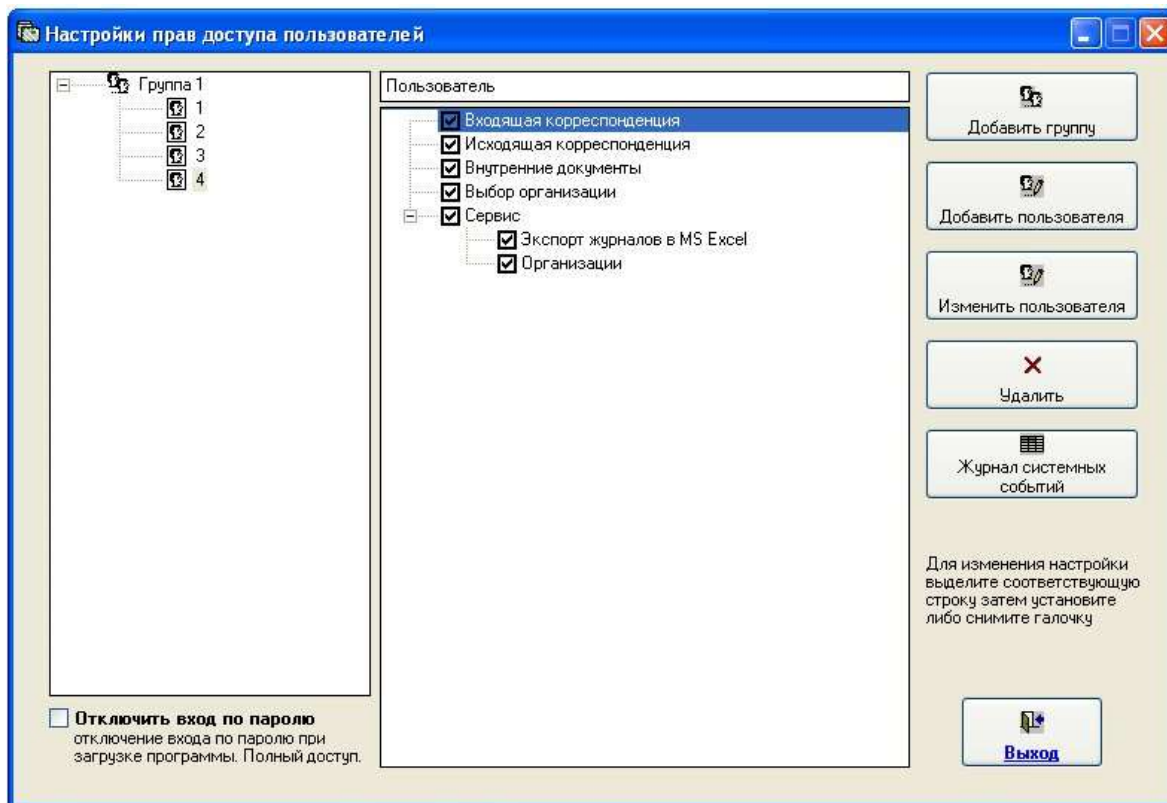 Настройки прав доступа пользователей
Группа 1
1
2
3
4
Пользователь
Входящая корреспонденция
Исходящая корреспонденция
Внутренние документы
Выбор организации
Сервис
Экспорт журналов в MS Excel
Организации
Добавить группу
Добавить пользователя
Изменить пользователя
Удалить
Журнал системных
событий
Для изменения настройки
выделите соответствующую
строку затем установите
либо снимите галочку
Отключить вход по паролю
отключение входа по паролю при
загрузке программы. Полный доступ.
Выход